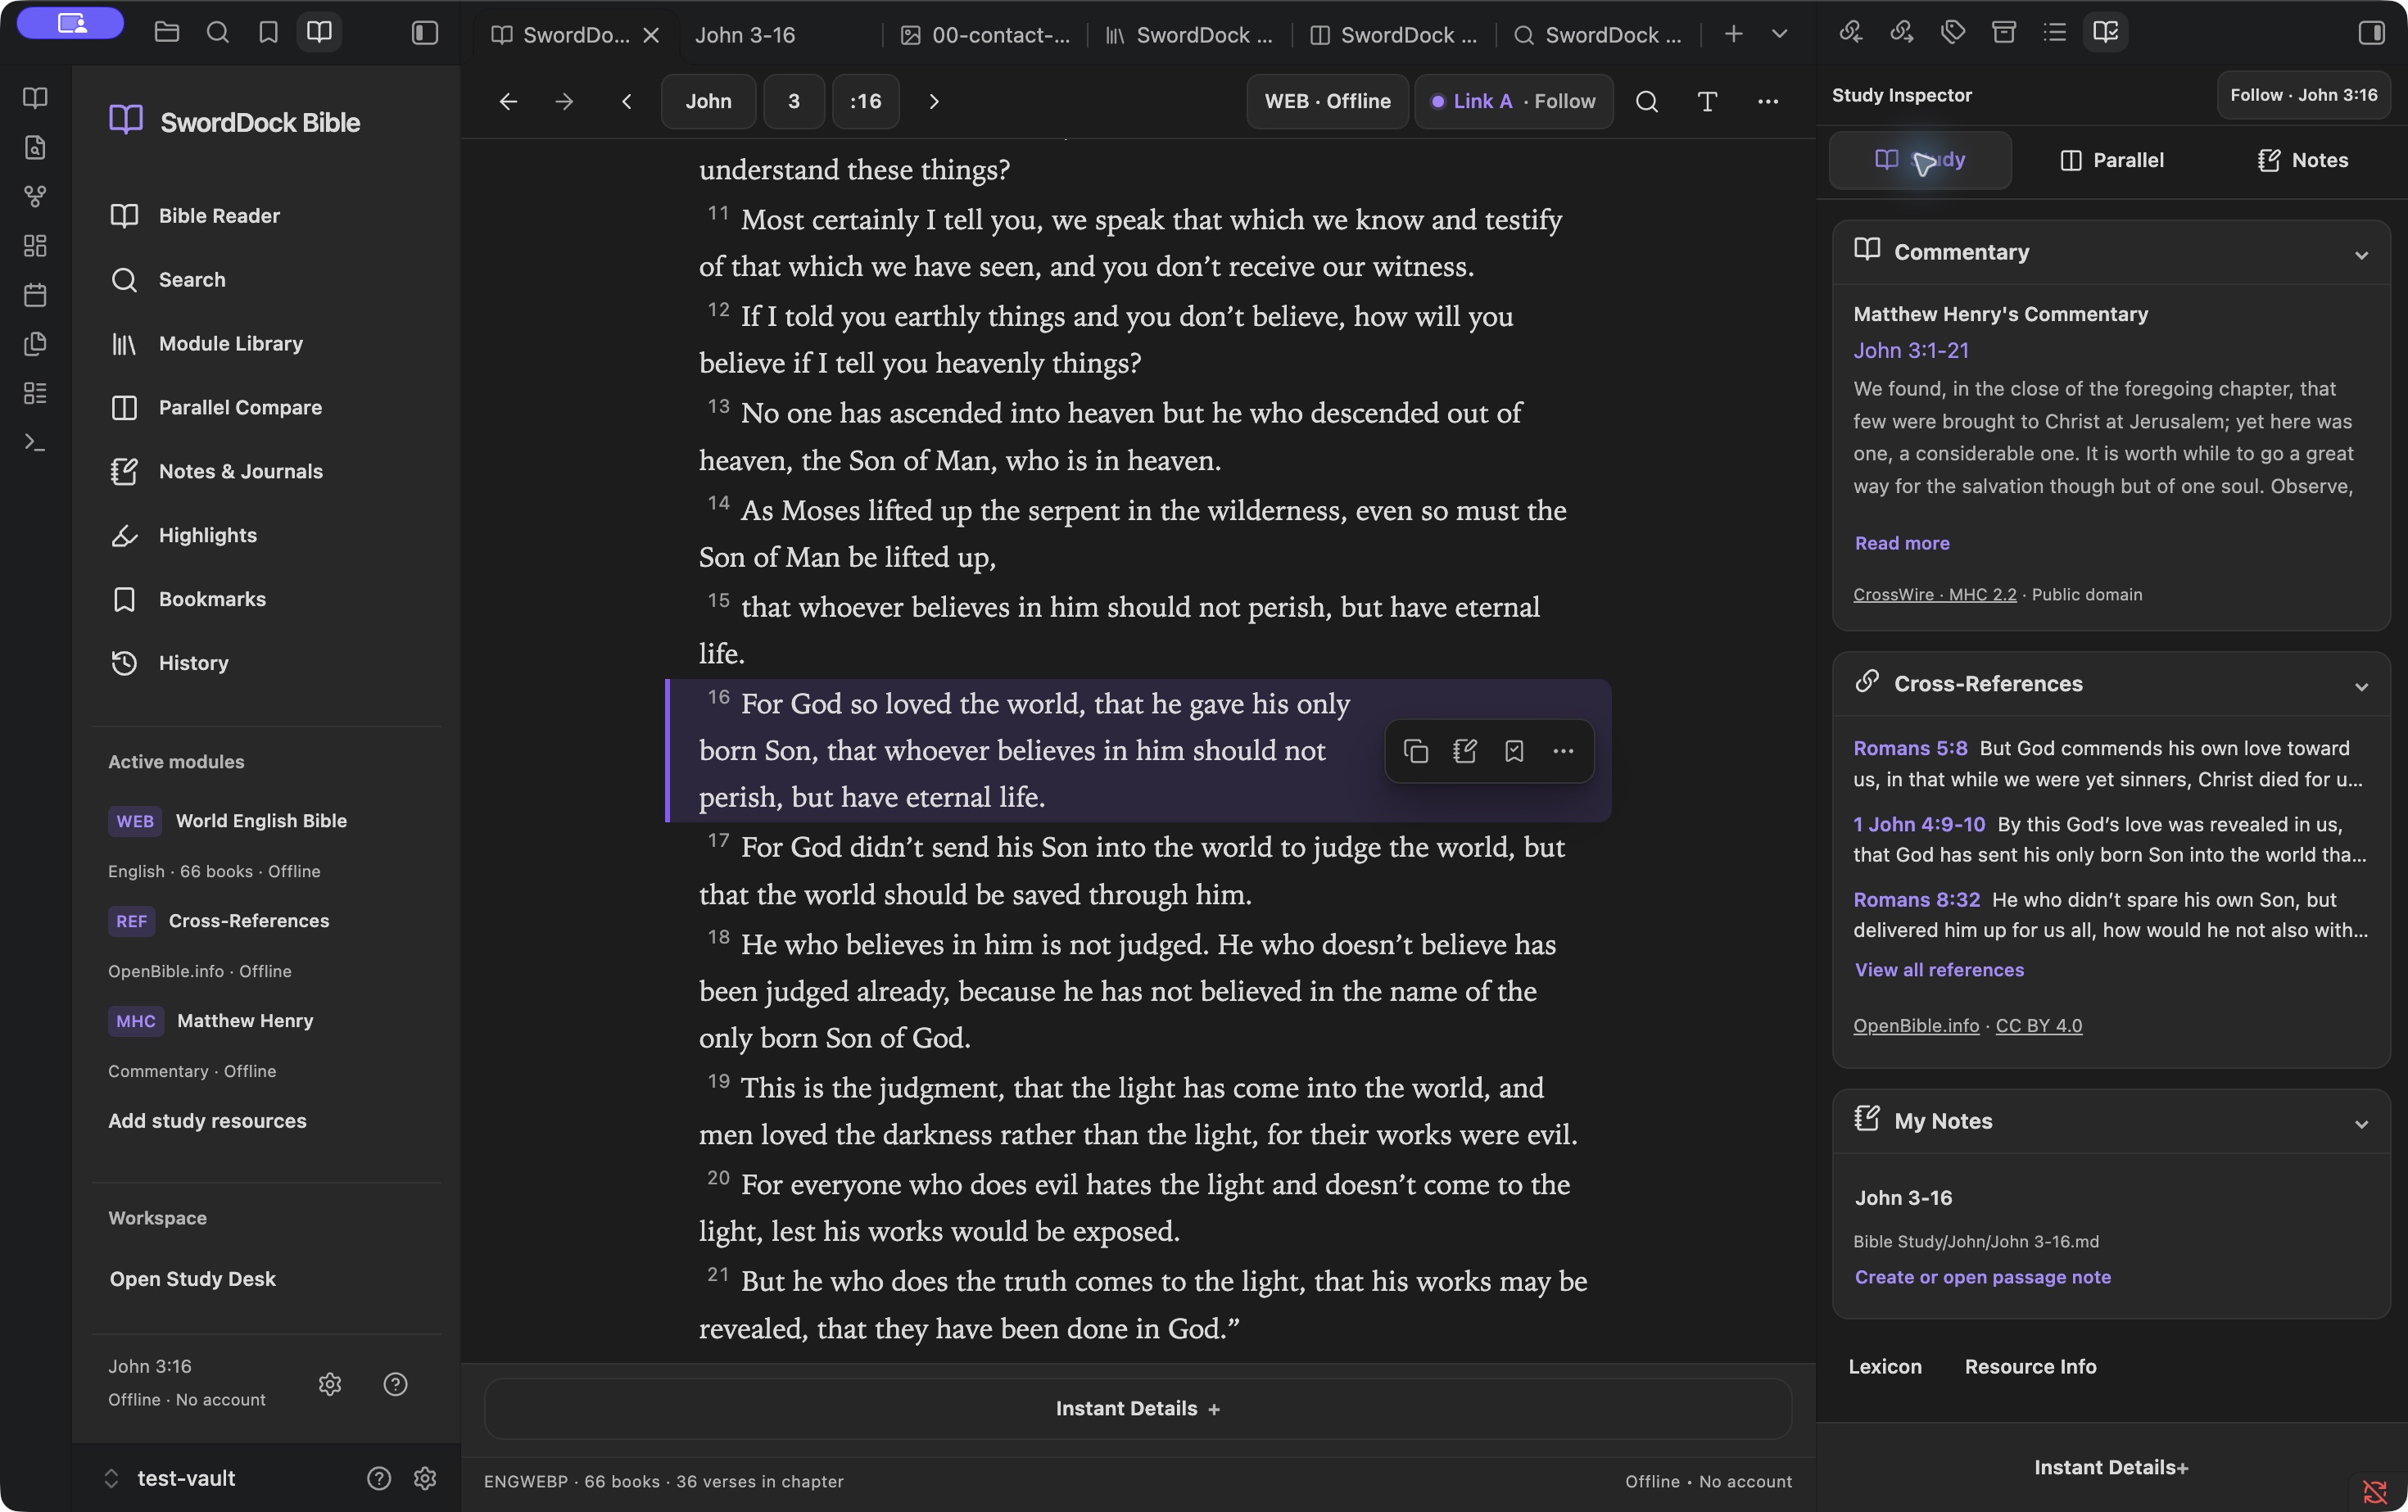 SwordDo...
John 3-16
00-contact-...
SwordDock ...
SwordDock ...
SwordDock ...
SwordDock Bible
Bible Reader
Search
Module Library
Parallel Compare
Notes & Journals
Highlights
Bookmarks
History
Active modules
WEB World English Bible
English · 66 books · Offline
REF Cross-References
OpenBible.info · Offline
MHC Matthew Henry
Commentary · Offline
Add study resources
Workspace
Open Study Desk
John 3:16
Offline · No account
test-vault
John 3 :16
WEB · Offline
Link A · Follow
understand these things?
11 Most certainly I tell you, we speak that which we know and testify
of that which we have seen, and you don’t receive our witness.
12 If I told you earthly things and you don’t believe, how will you
believe if I tell you heavenly things?
13 No one has ascended into heaven but he who descended out of
heaven, the Son of Man, who is in heaven.
14 As Moses lifted up the serpent in the wilderness, even so must the
Son of Man be lifted up,
15 that whoever believes in him should not perish, but have eternal
life.
16 For God so loved the world, that he gave his only
born Son, that whoever believes in him should not
perish, but have eternal life.
17 For God didn’t send his Son into the world to judge the world, but
that the world should be saved through him.
18 He who believes in him is not judged. He who doesn’t believe has
been judged already, because he has not believed in the name of the
only born Son of God.
19 This is the judgment, that the light has come into the world, and
men loved the darkness rather than the light, for their works were evil.
20 For everyone who does evil hates the light and doesn’t come to the
light, lest his works would be exposed.
21 But he who does the truth comes to the light, that his works may be
revealed, that they have been done in God.”
Instant Details +
ENGWEBP · 66 books · 36 verses in chapter
Offline • No account
Study Inspector
Follow · John 3:16
Parallel
Notes
Commentary
Matthew Henry's Commentary
John 3:1-21
We found, in the close of the foregoing chapter, that
few were brought to Christ at Jerusalem; yet here was
one, a considerable one. It is worth while to go a great
way for the salvation though but of one soul. Observe,
Read more
CrossWire · MHC 2.2 · Public domain
Cross-References
Romans 5:8 But God commends his own love toward
us, in that while we were yet sinners, Christ died for u...
1 John 4:9-10 By this God’s love was revealed in us,
that God has sent his only born Son into the world tha...
Romans 8:32 He who didn’t spare his own Son, but
delivered him up for us all, how would he not also with...
View all references
OpenBible.info · CC BY 4.0
My Notes
John 3-16
Bible Study/John/John 3-16.md
Create or open passage note
Lexicon
Resource Info
Instant Details+